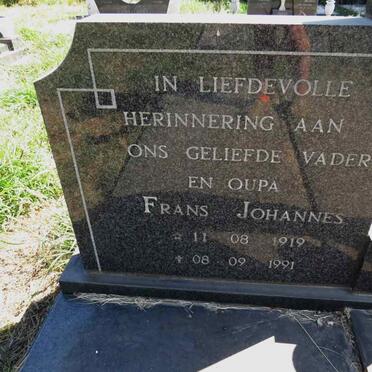 IN LIEFDEVOLLE
HERINNERING AAN
ONS GELIEFDE VADER
EN OUPA
FRANS JOHANNES
* 11 08 1919
✝ 08 09 1991